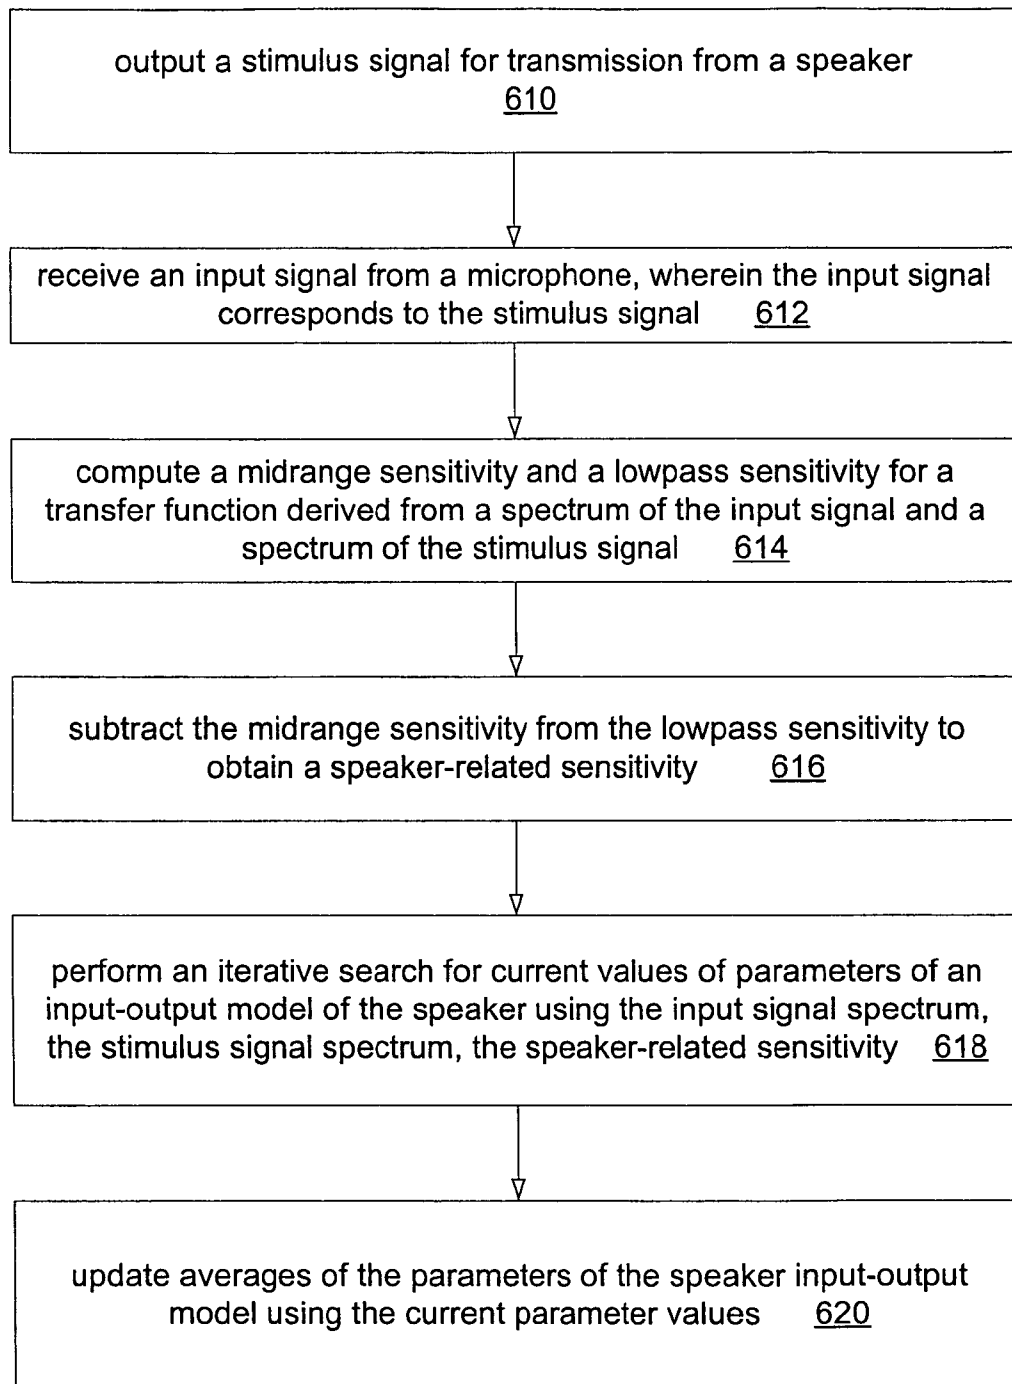 output a stimulus signal for transmission from a speaker
610
receive an input signal from a microphone, wherein the input signal
corresponds to the stimulus signal 612
compute a midrange sensitivity and a lowpass sensitivity for a
transfer function derived from a spectrum of the input signal and a
spectrum of the stimulus signal 614
subtract the midrange sensitivity from the lowpass sensitivity to
obtain a speaker-related sensitivity 616
perform an iterative search for current values of parameters of an
input-output model of the speaker using the input signal spectrum,
the stimulus signal spectrum, the speaker-related sensitivity 618
update averages of the parameters of the speaker input-output
model using the current parameter values 620